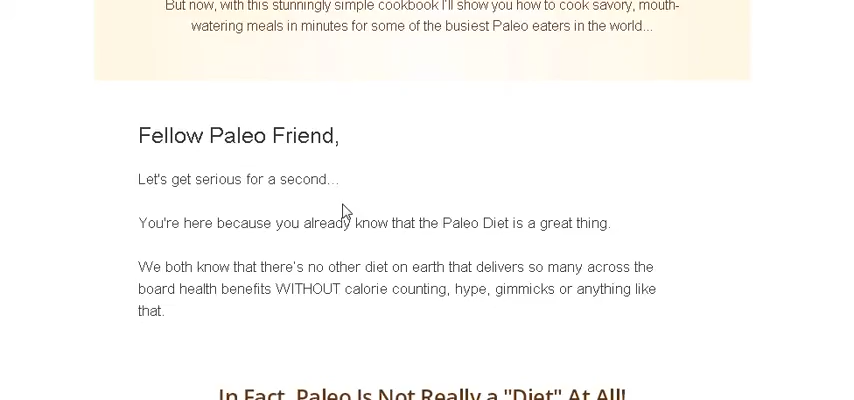 But now, with this stunningly simple cookbook I'll show you how to cook savory, mouth-
watering meals in minutes for some of the busiest Paleo eaters in the world...
Fellow Paleo Friend,
Let's get serious for a second...
You're here because you already know that the Paleo Diet is a great thing.
We both know that there's no other diet on earth that delivers so many across the
board health benefits WITHOUT calorie counting, hype, gimmicks or anything like
that.
In Fact, Paleo Is Not Really a "Diet" At All!